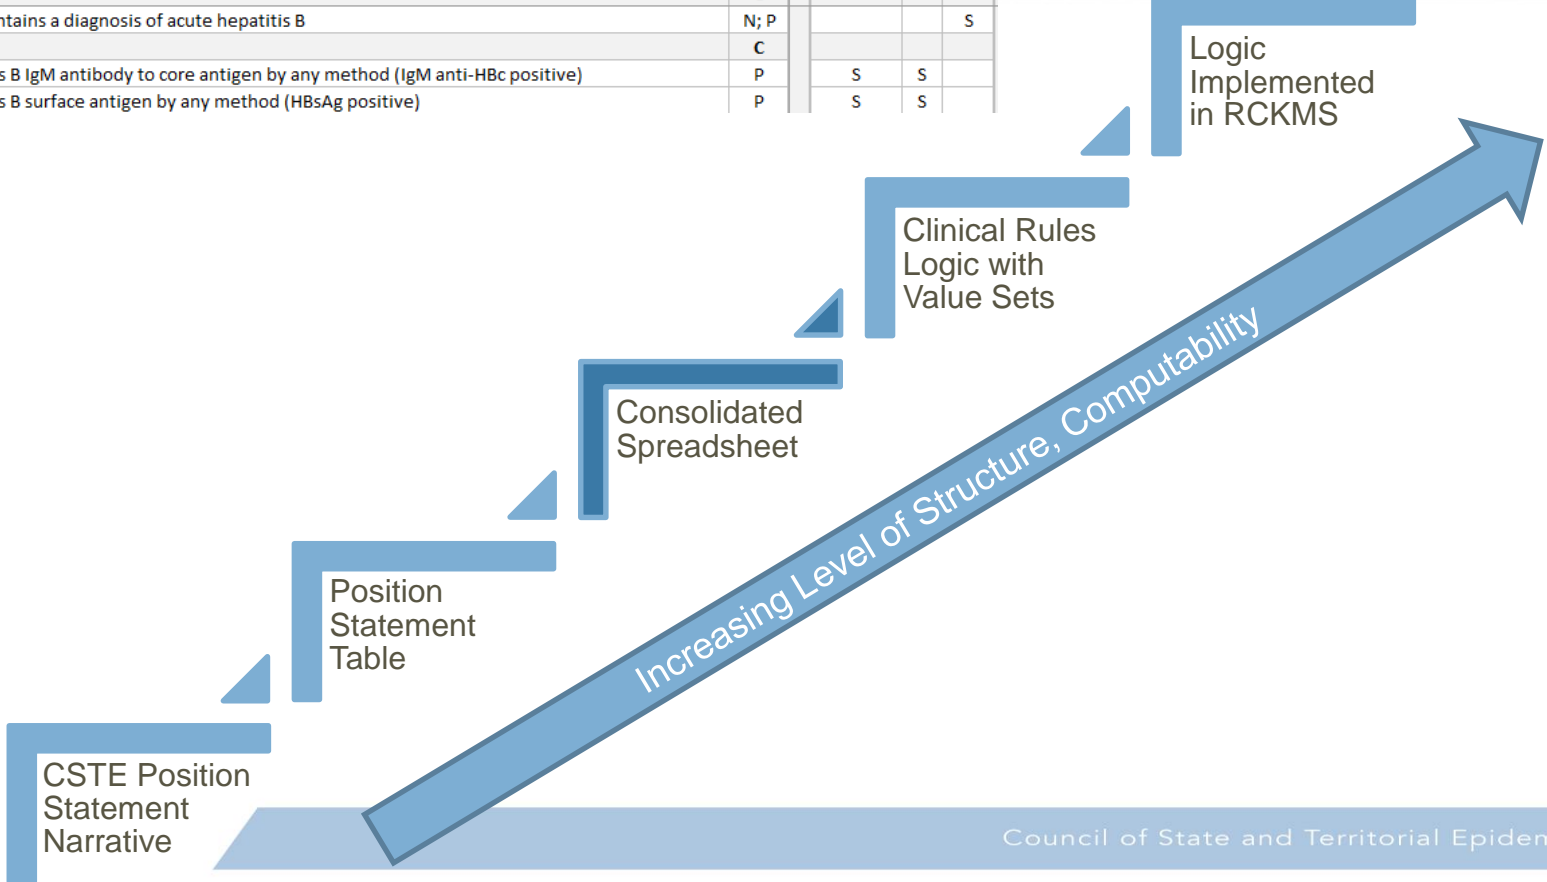 ntains a diagnosis of acute hepatitis B N; P S
C
s B IgM antibody to core antigen by any method (IgM anti-HBc positive) P S S
s B surface antigen by any method (HBsAg positive) P S S
Logic
Implemented
in RCKMS
Clinical Rules
Logic with
Value Sets
Consolidated
Spreadsheet
Position
Statement
Table
CSTE Position
Statement
Narrative
Increasing Level of Structure, Computability
Council of State and Territorial Epidem